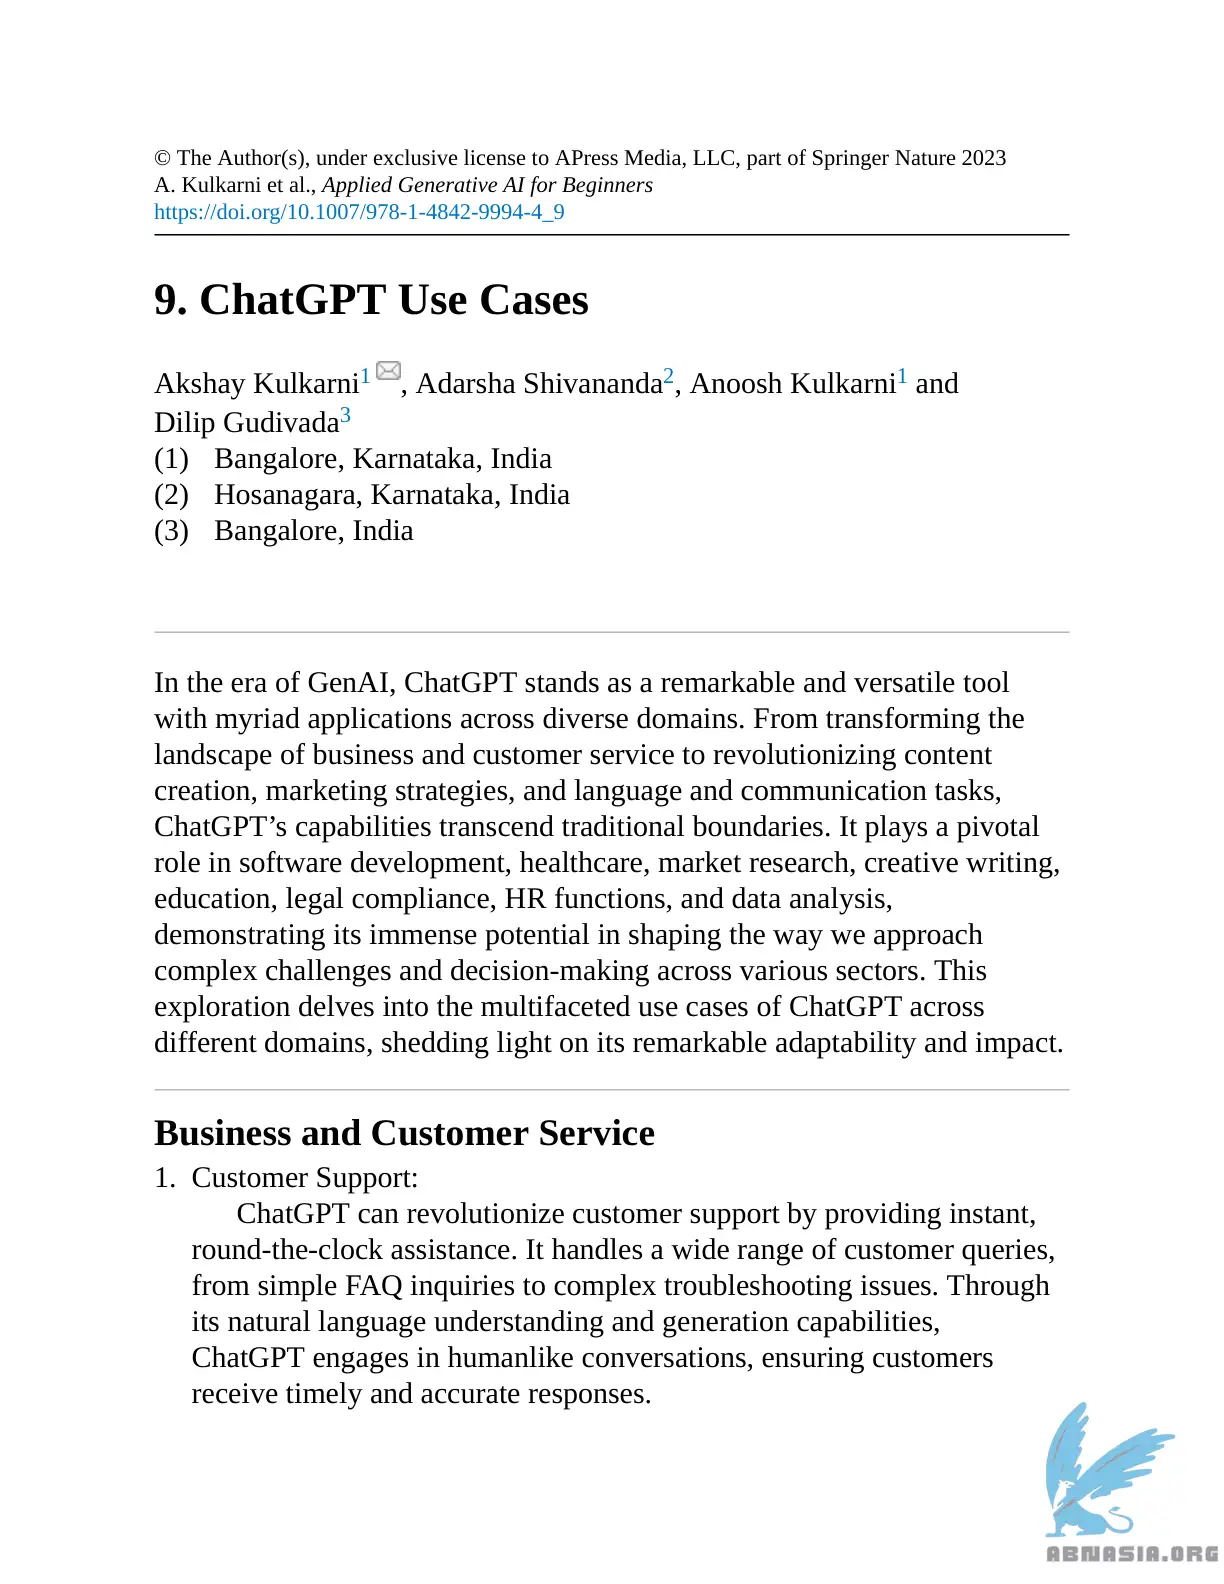 © The Author(s), under exclusive license to APress Media, LLC, part of Springer Nature 2023
A. Kulkarni et al., Applied Generative AI for Beginners
https://doi.org/10.1007/978-1-4842-9994-4_9
9. ChatGPT Use Cases
Akshay Kulkarni1 , Adarsha Shivananda2, Anoosh Kulkarni1 and
Dilip Gudivada3
(1) Bangalore, Karnataka, India
(2) Hosanagara, Karnataka, India
(3) Bangalore, India
In the era of GenAI, ChatGPT stands as a remarkable and versatile tool
with myriad applications across diverse domains. From transforming the
landscape of business and customer service to revolutionizing content
creation, marketing strategies, and language and communication tasks,
ChatGPT’s capabilities transcend traditional boundaries. It plays a pivotal
role in software development, healthcare, market research, creative writing,
education, legal compliance, HR functions, and data analysis,
demonstrating its immense potential in shaping the way we approach
complex challenges and decision-making across various sectors. This
exploration delves into the multifaceted use cases of ChatGPT across
different domains, shedding light on its remarkable adaptability and impact.
Business and Customer Service
1. Customer Support:
ChatGPT can revolutionize customer support by providing instant,
round-the-clock assistance. It handles a wide range of customer queries,
from simple FAQ inquiries to complex troubleshooting issues. Through
its natural language understanding and generation capabilities,
ChatGPT engages in humanlike conversations, ensuring customers
receive timely and accurate responses.
ABNASIA.ORG